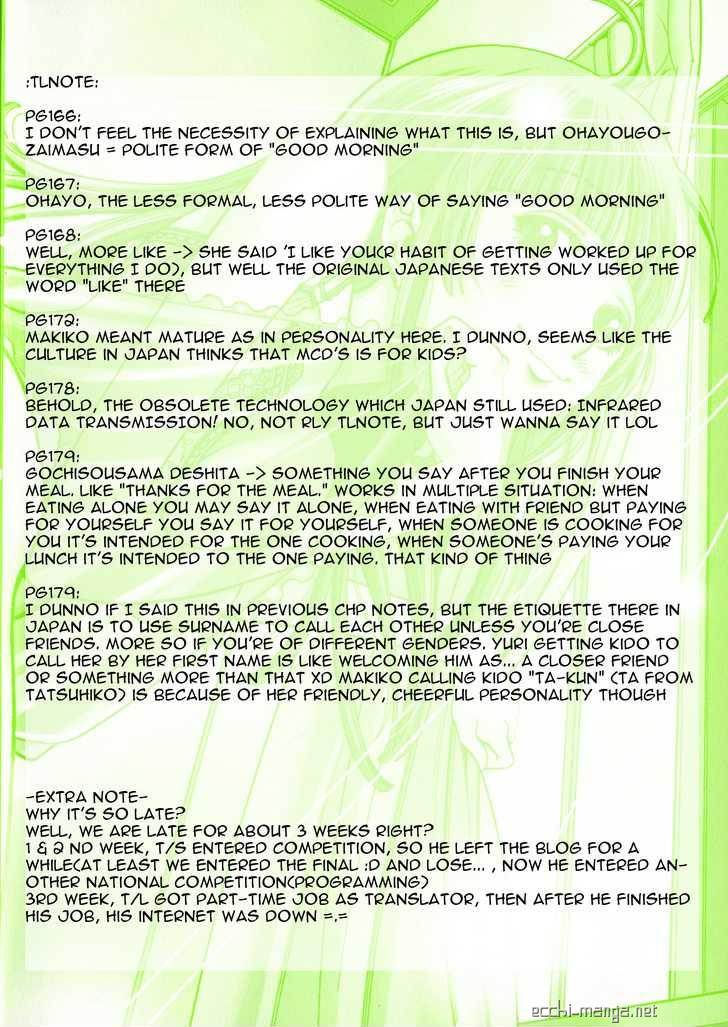 :TLNOTE:
PG166:
I DON'T FEEL THE NECESSITY OF EXPLAINING WHAT THIS IS, BUT OHAYOUGO-
ZAIMASU = POLITE FORM OF "GOOD MORNING"
PG167:
OHAYO, THE LESS FORMAL, LESS POLITE WAY OF SAYING "GOOD MORNING"
PG168:
WELL, MORE LIKE -> SHE SAID 'I LIKE YOU(R HABIT OF GETTING WORKED UP FOR
EVERYTHING I DO), BUT WELL THE ORIGINAL JAPANESE TEXTS ONLY USED THE
WORD "LIKE" THERE
PG172:
MAKIKO MEANT MATURE AS IN PERSONALITY HERE. I DUNNO, SEEMS LIKE THE
CULTURE IN JAPAN THINKS THAT MCD'S IS FOR KIDS?
PG178:
BEHOLD, THE OBSOLETE TECHNOLOGY WHICH JAPAN STILL USED: INFRARED
DATA TRANSMISSION! NO, NOT RLY TLNOTE, BUT JUST WANNA SAY IT LOL
PG179:
GOCHISOUSAMA DESHITA -> SOMETHING YOU SAY AFTER YOU FINISH YOUR
MEAL. LIKE "THANKS FOR THE MEAL." WORKS IN MULTIPLE SITUATION: WHEN
EATING ALONE YOU MAY SAY IT ALONE, WHEN EATING WITH FRIEND BUT PAYING
FOR YOURSELF YOU SAY IT FOR YOURSELF, WHEN SOMEONE IS COOKING FOR
YOU IT'S INTENDED FOR THE ONE COOKING, WHEN SOMEONE'S PAYING YOUR
LUNCH IT'S INTENDED TO THE ONE PAYING. THAT KIND OF THING
PG179:
I DUNNO IF I SAID THIS IN PREVIOUS CHP NOTES, BUT THE ETIQUETTE THERE IN
JAPAN IS TO USE SURNAME TO CALL EACH OTHER UNLESS YOU'RE CLOSE
FRIENDS. MORE SO IF YOU'RE OF DIFFERENT GENDERS. YURI GETTING KIDO TO
CALL HER BY HER FIRST NAME IS LIKE WELCOMING HIM AS... A CLOSER FRIEND
OR SOMETHING MORE THAN THAT XD MAKIKO CALLING KIDO "TA-KUN" (TA FROM
TATSUHIKO) IS BECAUSE OF HER FRIENDLY, CHEERFUL PERSONALITY THOUGH
-EXTRA NOTE-
WHY IT'S SO LATE?
WELL, WE ARE LATE FOR ABOUT 3 WEEKS RIGHT?
1 & 2 ND WEEK, T/S ENTERED COMPETITION, SO HE LEFT THE BLOG FOR A
WHILE(AT LEAST WE ENTERED THE FINAL :D AND LOSE... , NOW HE ENTERED AN-
OTHER NATIONAL COMPETITION(PROGRAMMING)
3RD WEEK, T/L GOT PART-TIME JOB AS TRANSLATOR, THEN AFTER HE FINISHED
HIS JOB, HIS INTERNET WAS DOWN =.=
ecchi-manga.net